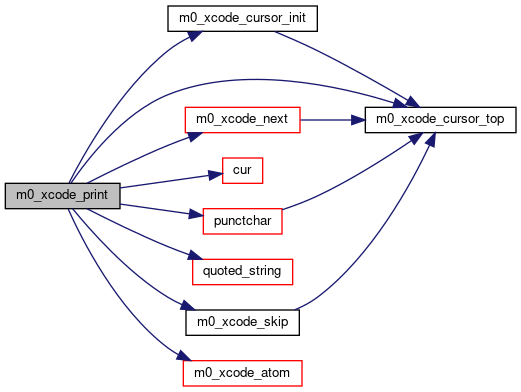 m0_xcode_cursor_init
m0_xcode_cursor_top
m0_xcode_next
cur
m0_xcode_print
punctchar
quoted_string
m0_xcode_skip
m0_xcode_atom